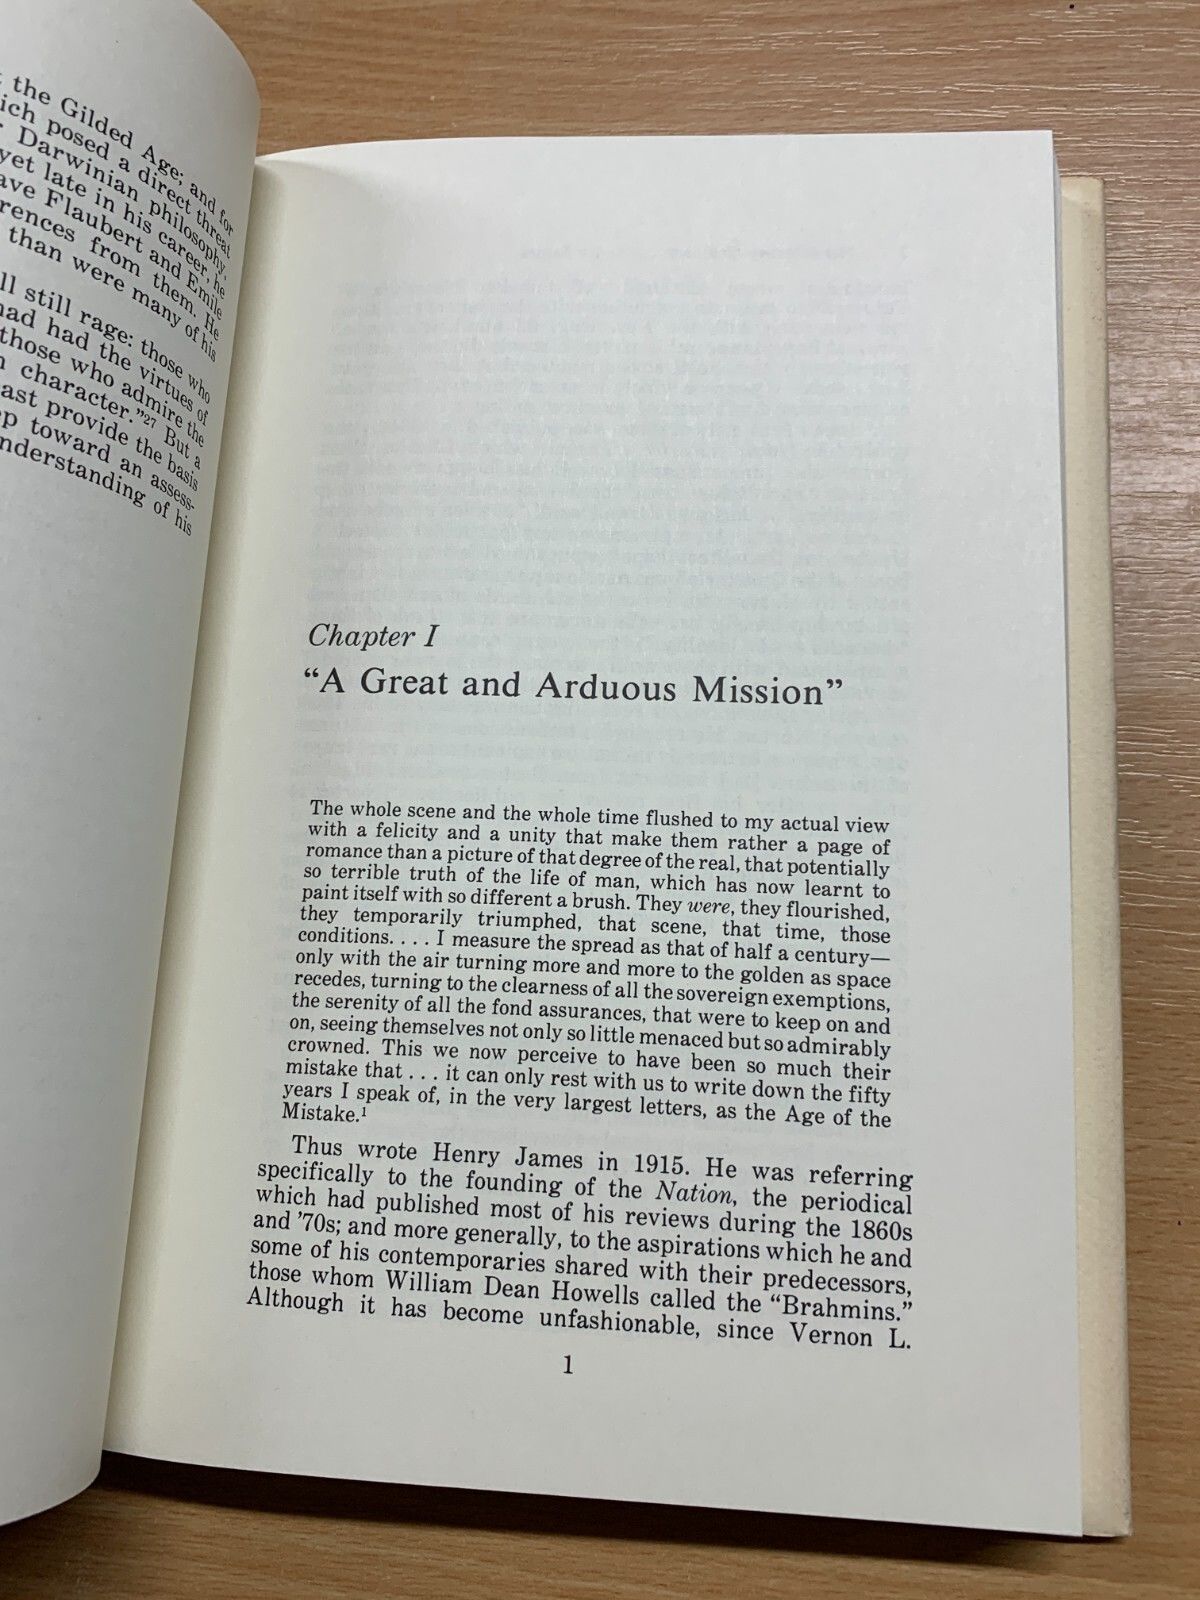 the Gilded Age; and for
ich posed a direct threat
Darwinian philosophy,
yet late in his career, he
ave Flaubert and Emile
rences from them. He
than were many of his
ll still rage: those who
had had the virtues of
those who admire the
n character."27 But a
ast provide the basis
ep toward an assess-
nderstanding of his
Chapter I
“A Great and Arduous Mission”
The whole scene and the whole time flushed to my actual view
with a felicity and a unity that make them rather a page of
romance than a picture of that degree of the real, that potentially
so terrible truth of the life of man, which has now learnt to
paint itself with so different a brush. They were, they flourished,
they temporarily triumphed, that scene, that time, those
conditions. . . . I measure the spread as that of half a century—
only with the air turning more and more to the golden as space
recedes, turning to the clearness of all the sovereign exemptions,
the serenity of all the fond assurances, that were to keep on and
on, seeing themselves not only so little menaced but so admirably
crowned. This we now perceive to have been so much their
mistake that . . . it can only rest with us to write down the fifty
years I speak of, in the very largest letters, as the Age of the
Mistake.1
Thus wrote Henry James in 1915. He was referring
specifically to the founding of the Nation, the periodical
which had published most of his reviews during the 1860s
and ’70s; and more generally, to the aspirations which he and
some of his contemporaries shared with their predecessors,
those whom William Dean Howells called the “Brahmins.”
Although it has become unfashionable, since Vernon L.
1